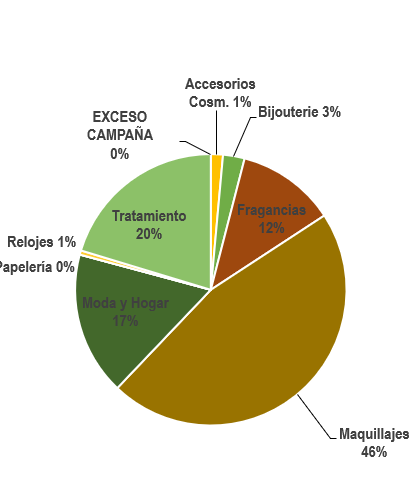 Accesorios
Cosm. 1%
Bijouterie 3%
EXCESO
CAMPAÑA
0%
Fragancias
12%
Tratamiento
20%
Relojes 1%
Papelería 0%
Moda y Hogar
17%
Maquillajes
46%